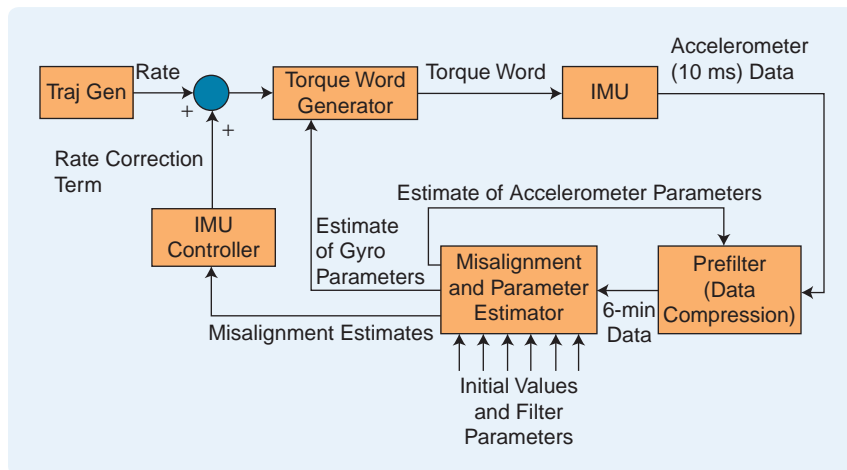 Accelerometer
(10 ms) Data
Rate
Torque Word
Traj Gen
Torque Word
Generator
IMU
+
+
Rate Correction
Term
Estimate of Accelerometer Parameters
IMU
Controller
Estimate
of Gyro
Parameters
Misalignment
and Parameter
Estimator
Prefilter
(Data
Compression)
6-min
Data
Misalignment Estimates
Initial Values
and Filter
Parameters